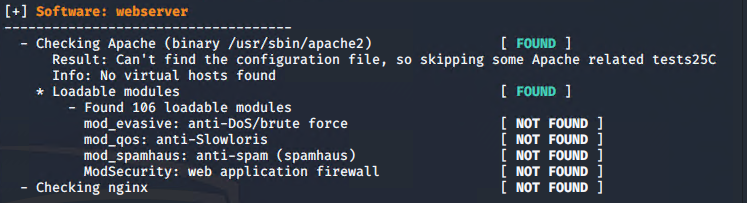 [+] Software: webserver
------------------------------------
- Checking Apache (binary /usr/sbin/apache2) [ FOUND ]
Result: Can't find the configuration file, so skipping some Apache related tests25C
Info: No virtual hosts found
* Loadable modules [ FOUND ]
- Found 106 loadable modules
mod_evasive: anti-DoS/brute force [ NOT FOUND ]
mod_qos: anti-Slowloris [ NOT FOUND ]
mod_spamhaus: anti-spam (spamhaus) [ NOT FOUND ]
ModSecurity: web application firewall [ NOT FOUND ]
- Checking nginx [ NOT FOUND ]